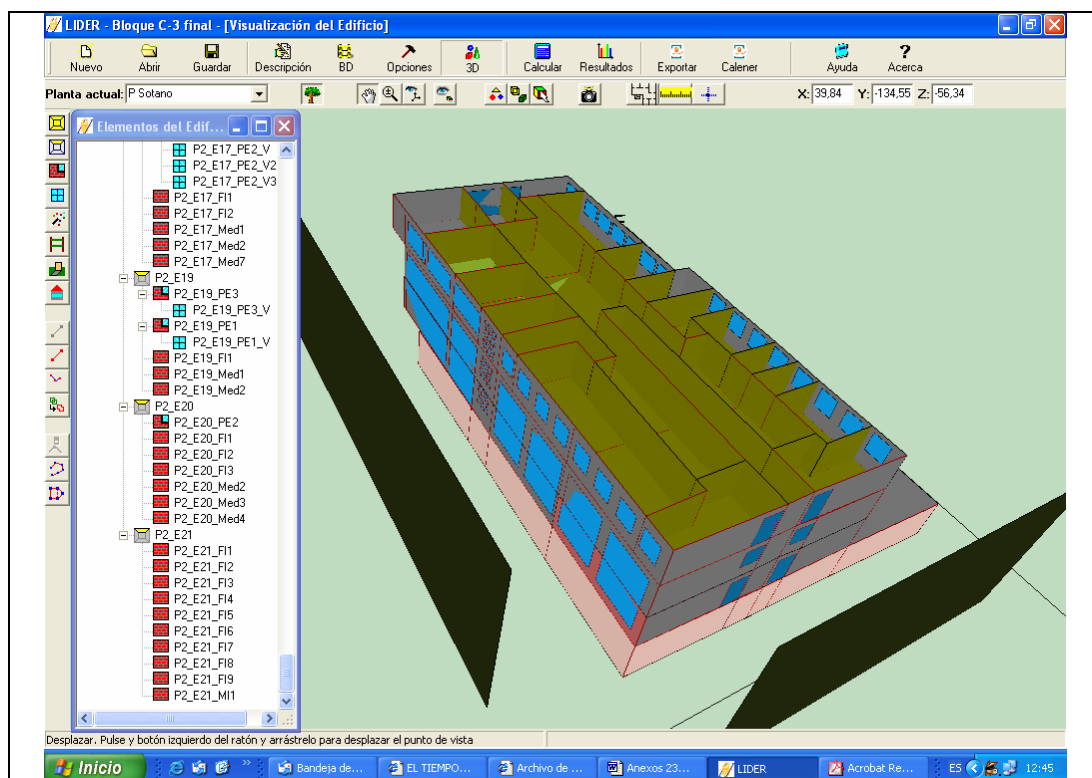 LIDER - Bloque C-3 final - [Visualización del Edificio]
Nuevo Abrir Guardar Descripción BD Opciones 3D Calcular Resultados Exportar Calener Ayuda Acerca
Planta actual: P Sotano X: 39,84 Y: -134,55 Z: -56,34
Elementos del Edif...
P2_E17_PE2_V
P2_E17_PE2_V2
P2_E17_PE2_V3
P2_E17_FI1
P2_E17_FI2
P2_E17_Med1
P2_E17_Med2
P2_E17_Med7
P2_E19
P2_E19_PE3
P2_E19_PE3_V
P2_E19_PE1
P2_E19_PE1_V
P2_E19_FI1
P2_E19_Med1
P2_E19_Med2
P2_E20
P2_E20_PE2
P2_E20_FI1
P2_E20_FI2
P2_E20_FI3
P2_E20_Med2
P2_E20_Med3
P2_E20_Med4
P2_E21
P2_E21_FI1
P2_E21_FI2
P2_E21_FI3
P2_E21_FI4
P2_E21_FI5
P2_E21_FI6
P2_E21_FI7
P2_E21_FI8
P2_E21_FI9
P2_E21_MI1
Desplazar. Pulse y botón izquierdo del ratón y arrástrelo para desplazar el punto de vista
Inicio » Bandeja de... EL TIEMPO... Archivo de ... Anexos 23... LIDER Acrobat Re... ES 12:45